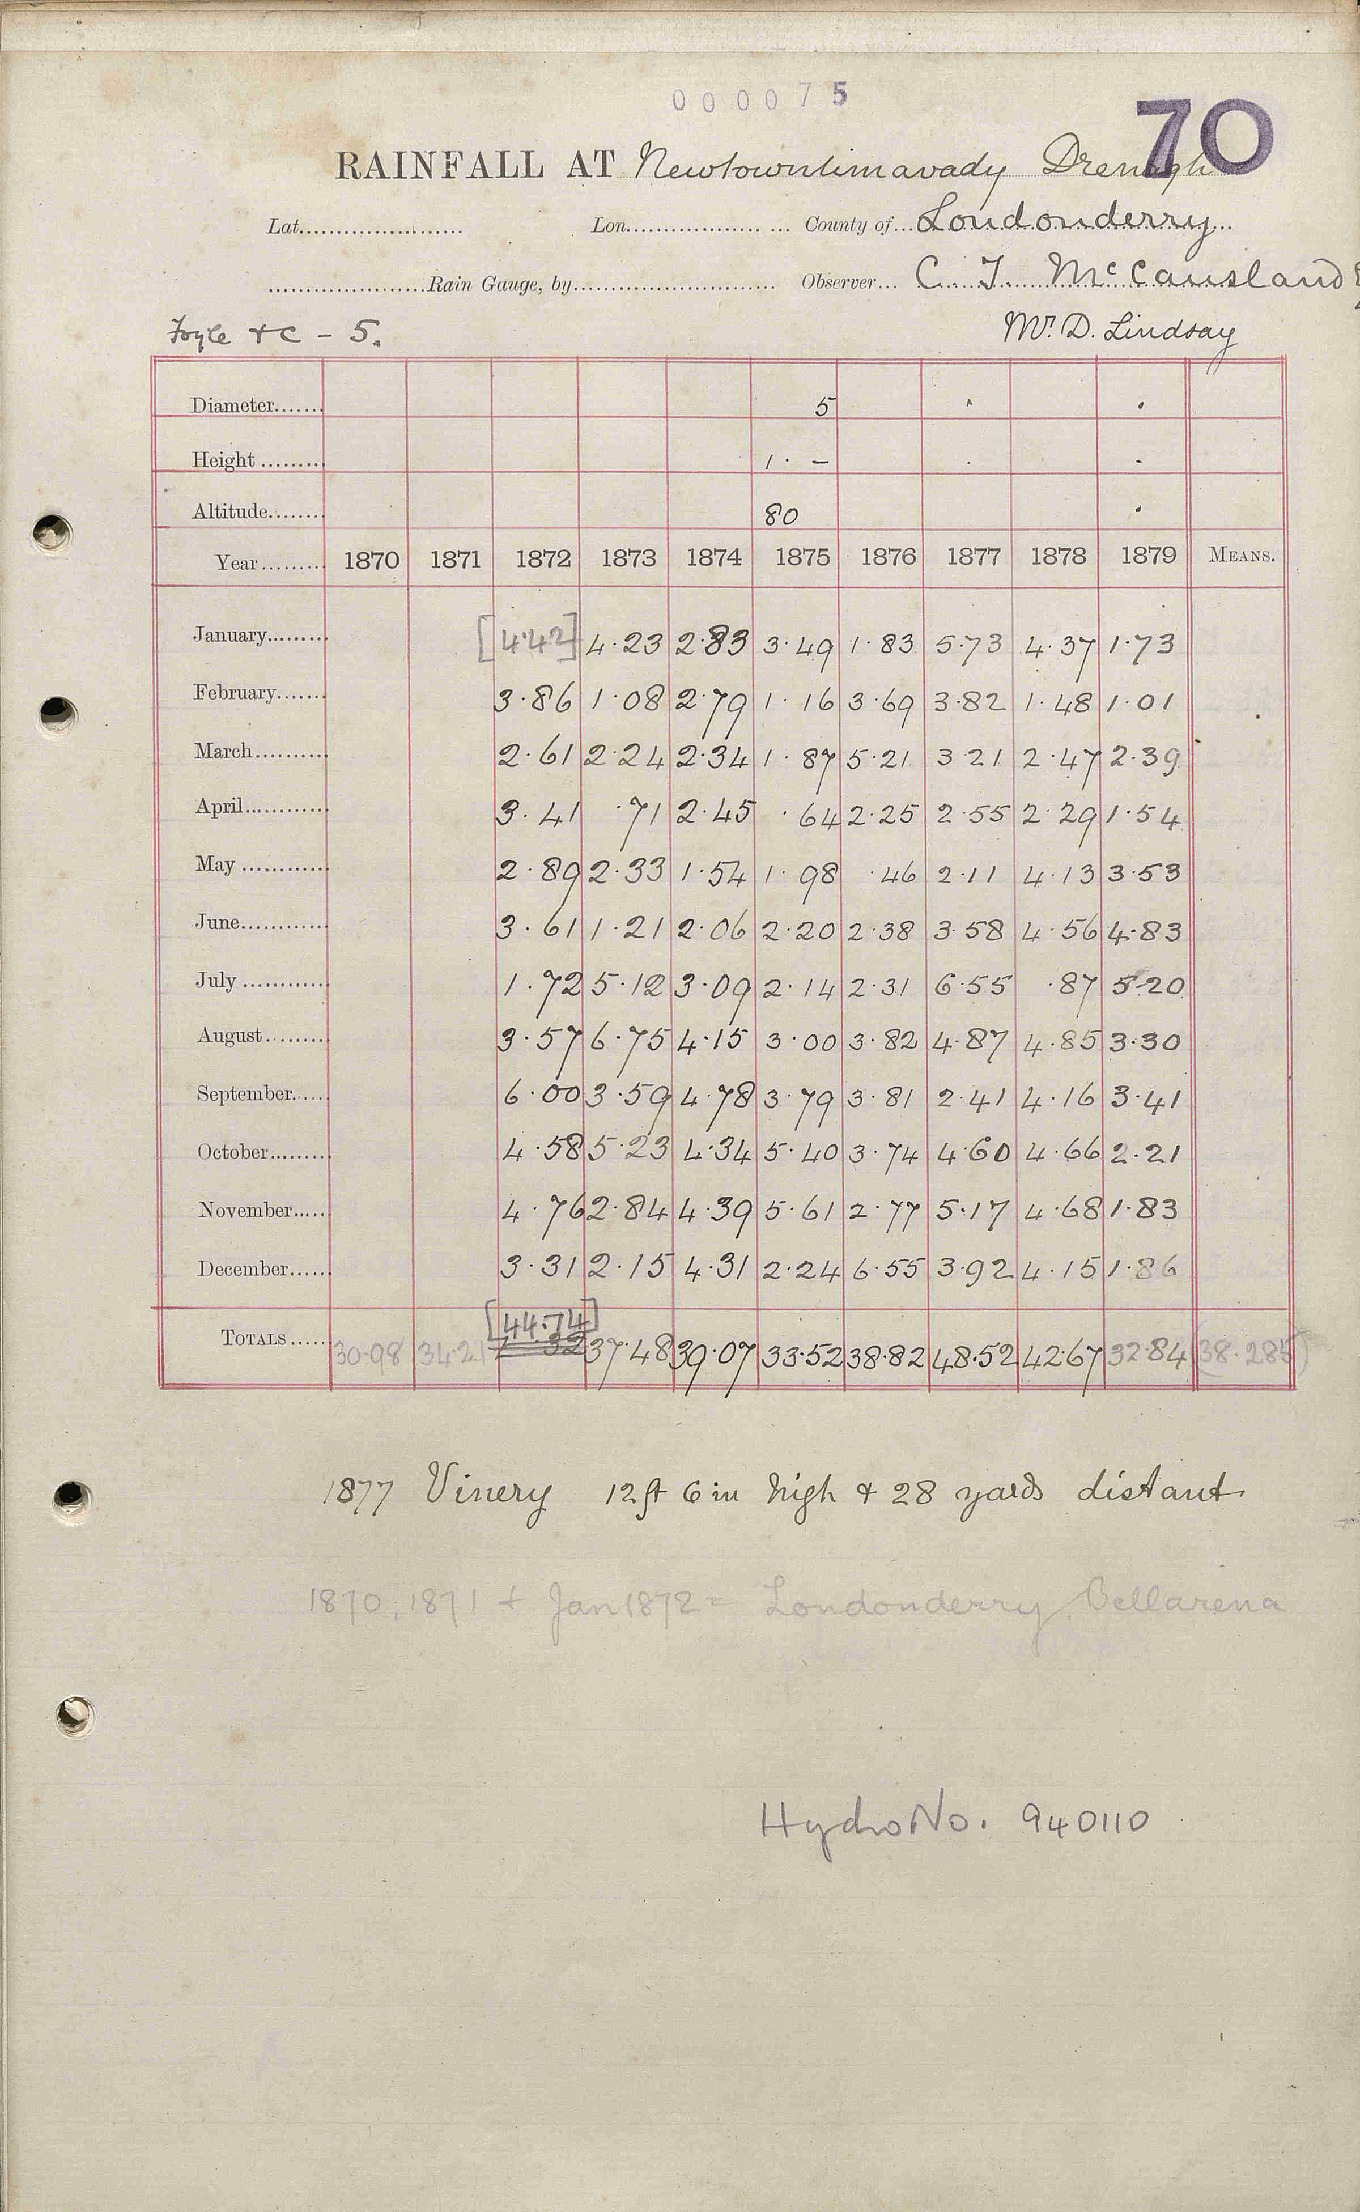 000075
70
RAINFALL AT Newtownlimavady Drenagh
Lat. Lon. County of Londonderry
Rain Gauge, by Observer C. J. McCausland
Foyle &c - 5. Mr. D. Lindsay
Diameter 5
Height 1 · –
Altitude 80
Year 1870 1871 1872 1873 1874 1875 1876 1877 1878 1879 MEANS.
January [4.42] 4.23 2.83 3.49 1.83 5.73 4.37 1.73
February 3.86 1.08 2.79 1.16 3.69 3.82 1.48 1.01
March 2.61 2.24 2.34 1.87 5.21 3.21 2.47 2.39
April 3.41 .71 2.45 .64 2.25 2.55 2.29 1.54
May 2.89 2.33 1.54 1.98 .46 2.11 4.13 3.53
June 3.61 1.21 2.06 2.20 2.38 3.58 4.56 4.83
July 1.72 5.12 3.09 2.14 2.31 6.55 .87 5.20
August 3.57 6.75 4.15 3.00 3.82 4.87 4.85 3.30
September 6.00 3.59 4.78 3.79 3.81 2.41 4.16 3.41
October 4.58 5.23 4.34 5.40 3.74 4.60 4.66 2.21
November 4.76 2.84 4.39 5.61 2.77 5.17 4.68 1.83
December 3.31 2.15 4.31 2.24 6.55 3.92 4.15 1.86
[44.74]
TOTALS 30.98 34.21 37.48 39.07 33.52 38.82 48.52 42.67 32.84 (38.285)
1877 Vinery 12ft 6in high & 28 yards distant
1870, 1871 + Jan 1872 = Londonderry, Bellarena
Hydro No. 940110